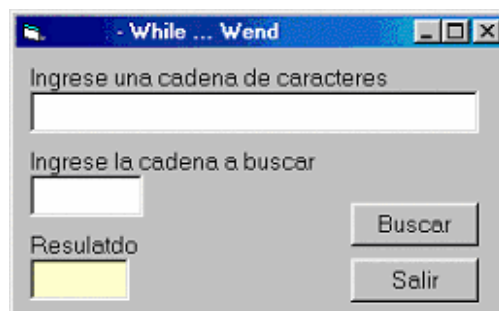 - While ... Wend
Ingrese una cadena de caracteres
Ingrese la cadena a buscar
Buscar
Resulatdo
Salir